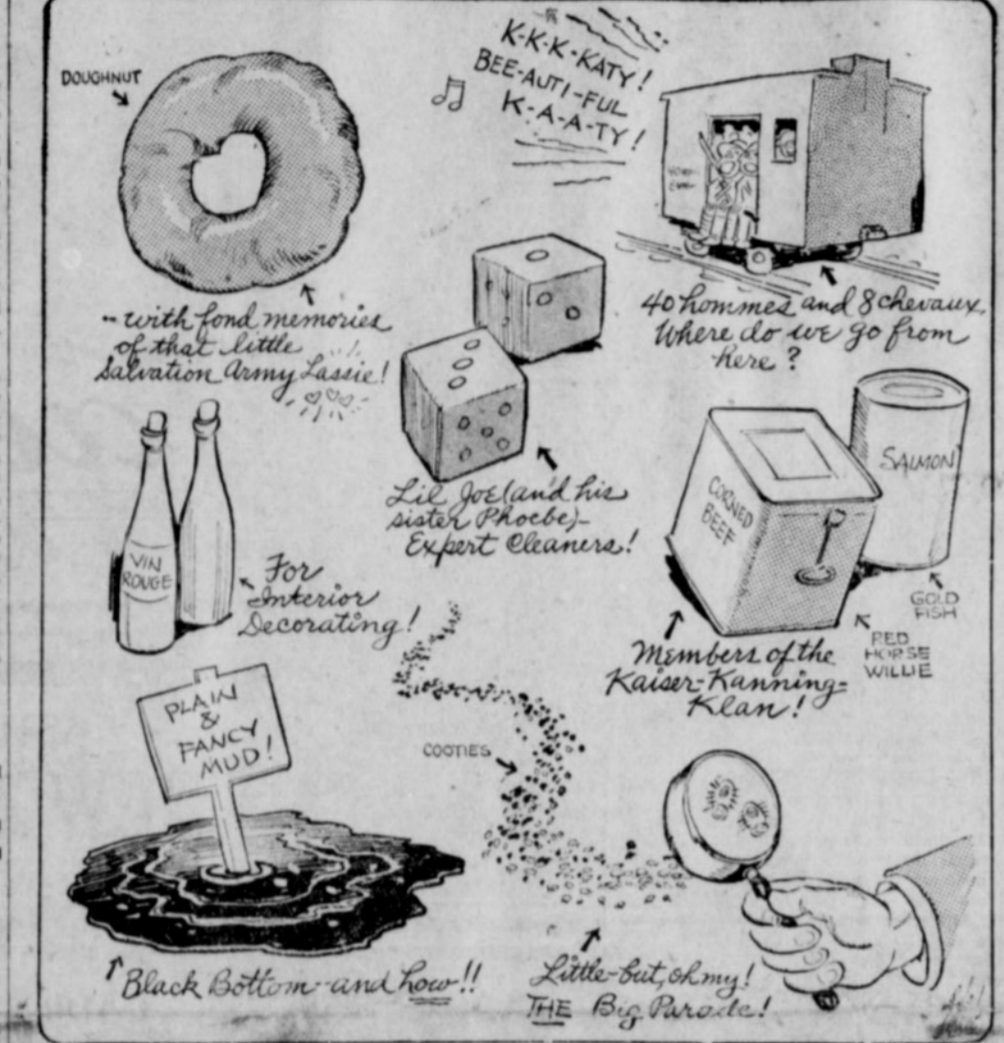 DOUGHNUT
-- with fond memories
of that little
Salvation Army Lassie!
K-K-K-KATY!
BEE-AUTI-FUL
K-A-A-TY!
40 hommes and 8 chevaux
Where do we go from
here?
Lil Joe (and his
sister Phoebe)-
Expert Cleaners!
VIN
ROUGE
For
Interior
Decorating!
CORNED
BEEF
SALMON
GOLD
FISH
RED
HORSE
WILLIE
Members of the
Kaiser-Kanning-
Klan!
PLAIN
&
FANCY
MUD!
Black Bottom-and how!!
COOTIES
Little-but, oh my!
THE Big Parade!